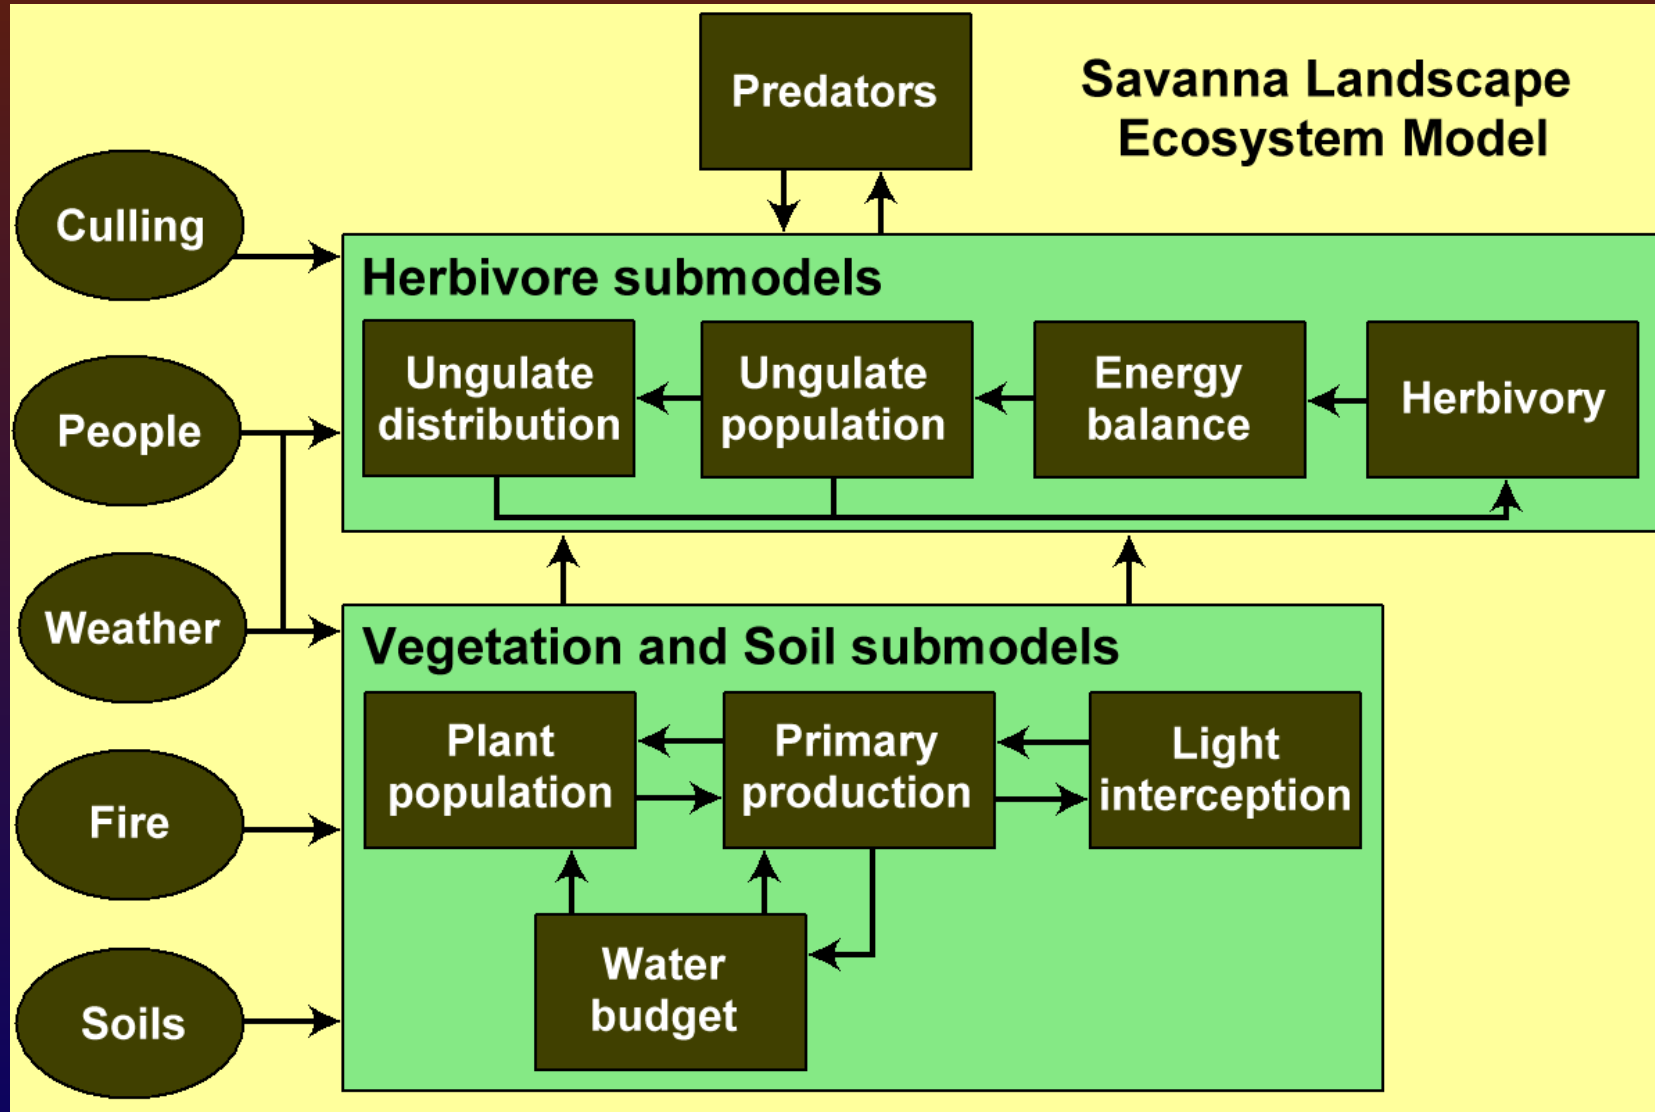 Predators
Savanna Landscape
Ecosystem Model
Culling
People
Weather
Fire
Soils
Herbivore submodels
Ungulate
distribution
Ungulate
population
Energy
balance
Herbivory
Vegetation and Soil submodels
Plant
population
Primary
production
Light
interception
Water
budget